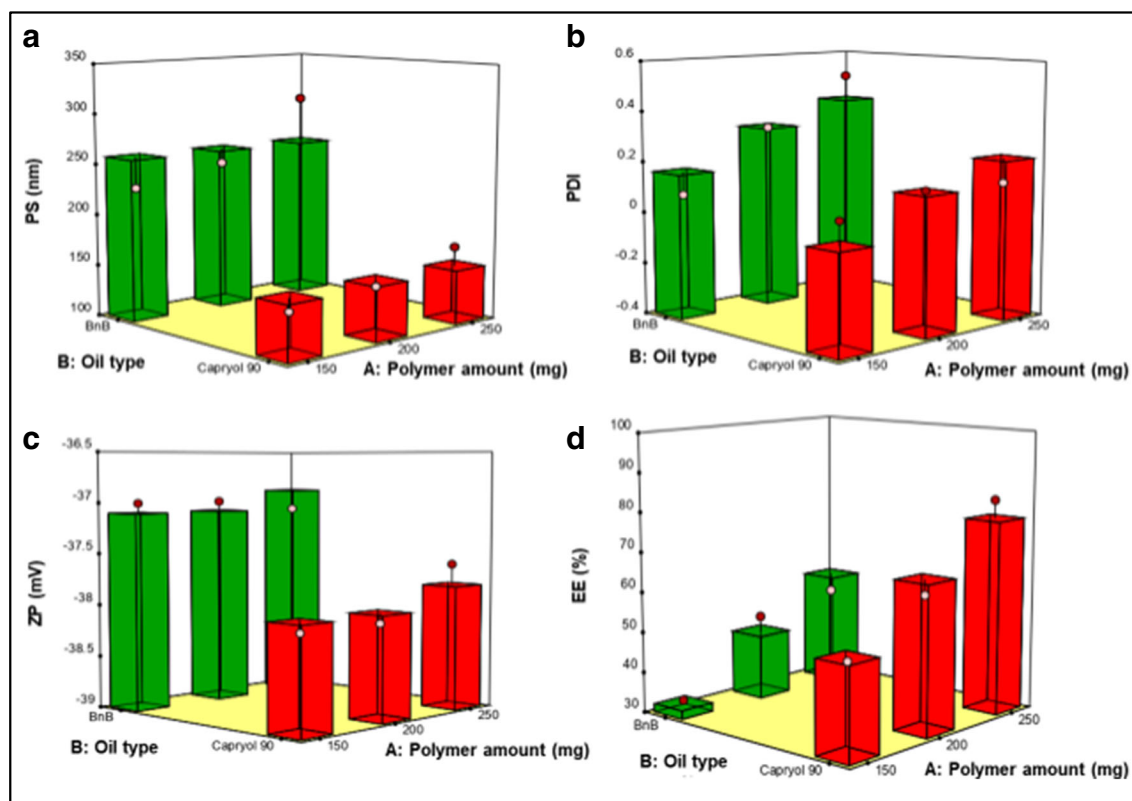 a
350
300
250
200
150
100
PS (nm)
BnB
B: Oil type
Capryol 90
150
200
250
A: Polymer amount (mg)
b
0.6
0.4
0.2
0
-0.2
-0.4
PDI
BnB
B: Oil type
Capryol 90
150
200
250
A: Polymer amount (mg)
c
-36.5
-37
-37.5
-38
-38.5
-39
ZP (mV)
BnB
B: Oil type
Capryol 90
150
200
250
A: Polymer amount (mg)
d
100
90
80
70
60
50
40
30
EE (%)
BnB
B: Oil type
Capryol 90
150
200
250
A: Polymer amount (mg)